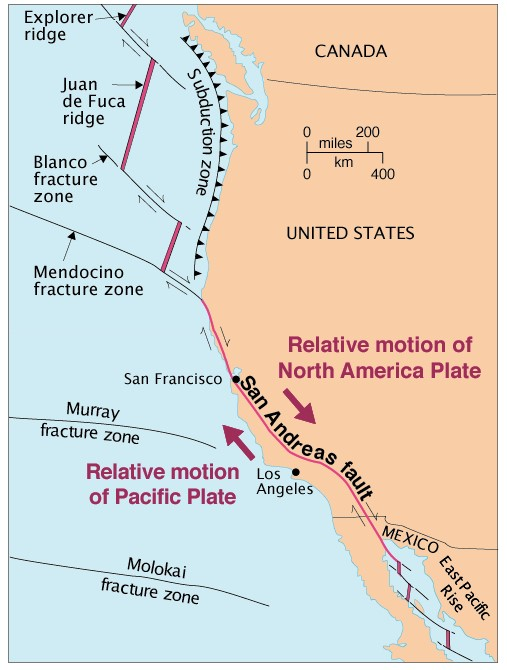 Explorer
ridge
CANADA
Juan
de Fuca
ridge
Subduction zone
0 200
miles
km
0 400
Blanco
fracture
zone
UNITED STATES
Mendocino
fracture zone
Relative motion of
North America Plate
San Francisco
San Andreas fault
Murray
fracture zone
Relative motion
of Pacific Plate
Los
Angeles
MEXICO
East Pacific
Rise
Molokai
fracture zone